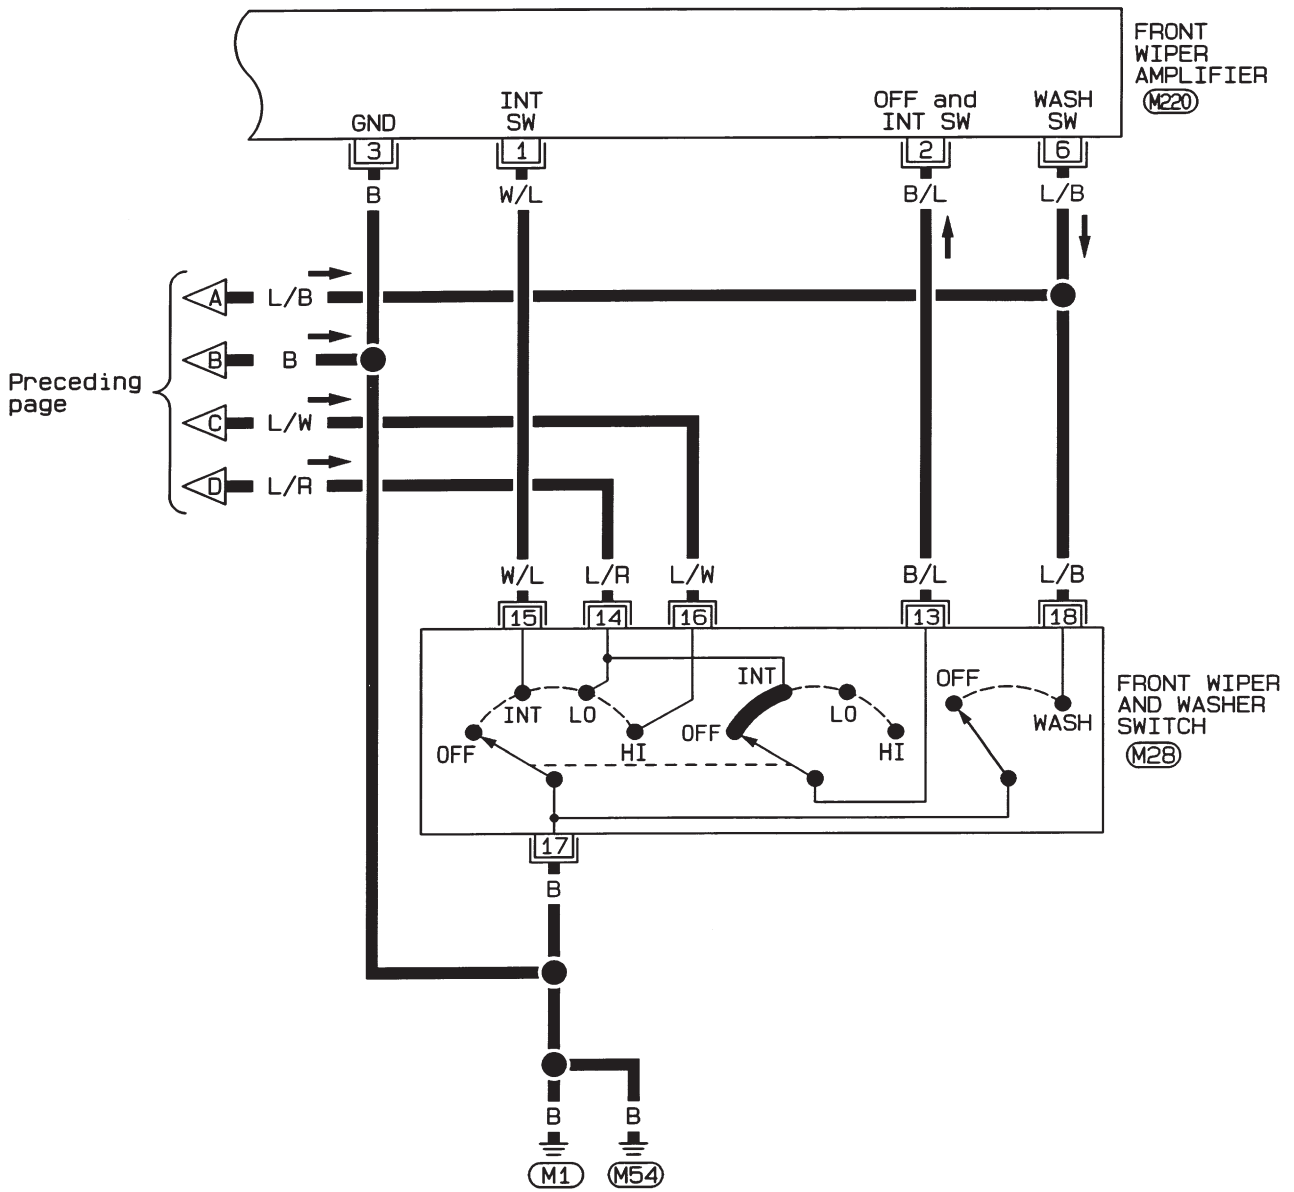 FRONT
WIPER
AMPLIFIER
M220
INT
SW
OFF and
INT SW
WASH
SW
GND
3
1
2
6
B
W/L
B/L
L/B
A
L/B
B
B
C
L/W
D
L/R
Preceding
page
W/L
L/R
L/W
B/L
L/B
15
14
16
13
18
INT
LO
HI
OFF
INT
LO
HI
OFF
OFF
WASH
FRONT WIPER
AND WASHER
SWITCH
M28
17
B
B
B
M1
M54